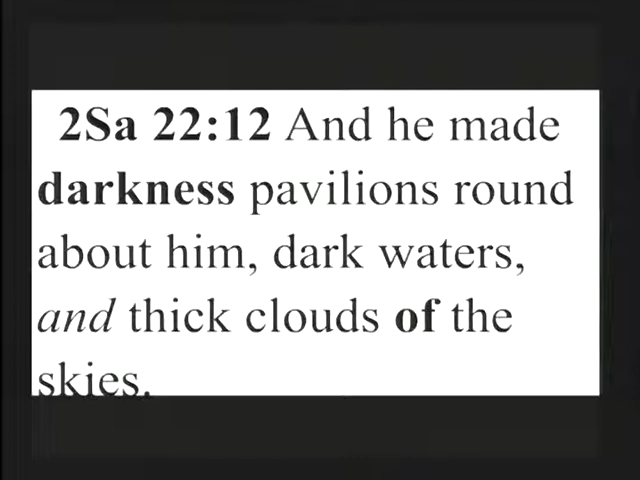 2Sa 22:12 And he made
darkness pavilions round
about him, dark waters,
and thick clouds of the
skies.